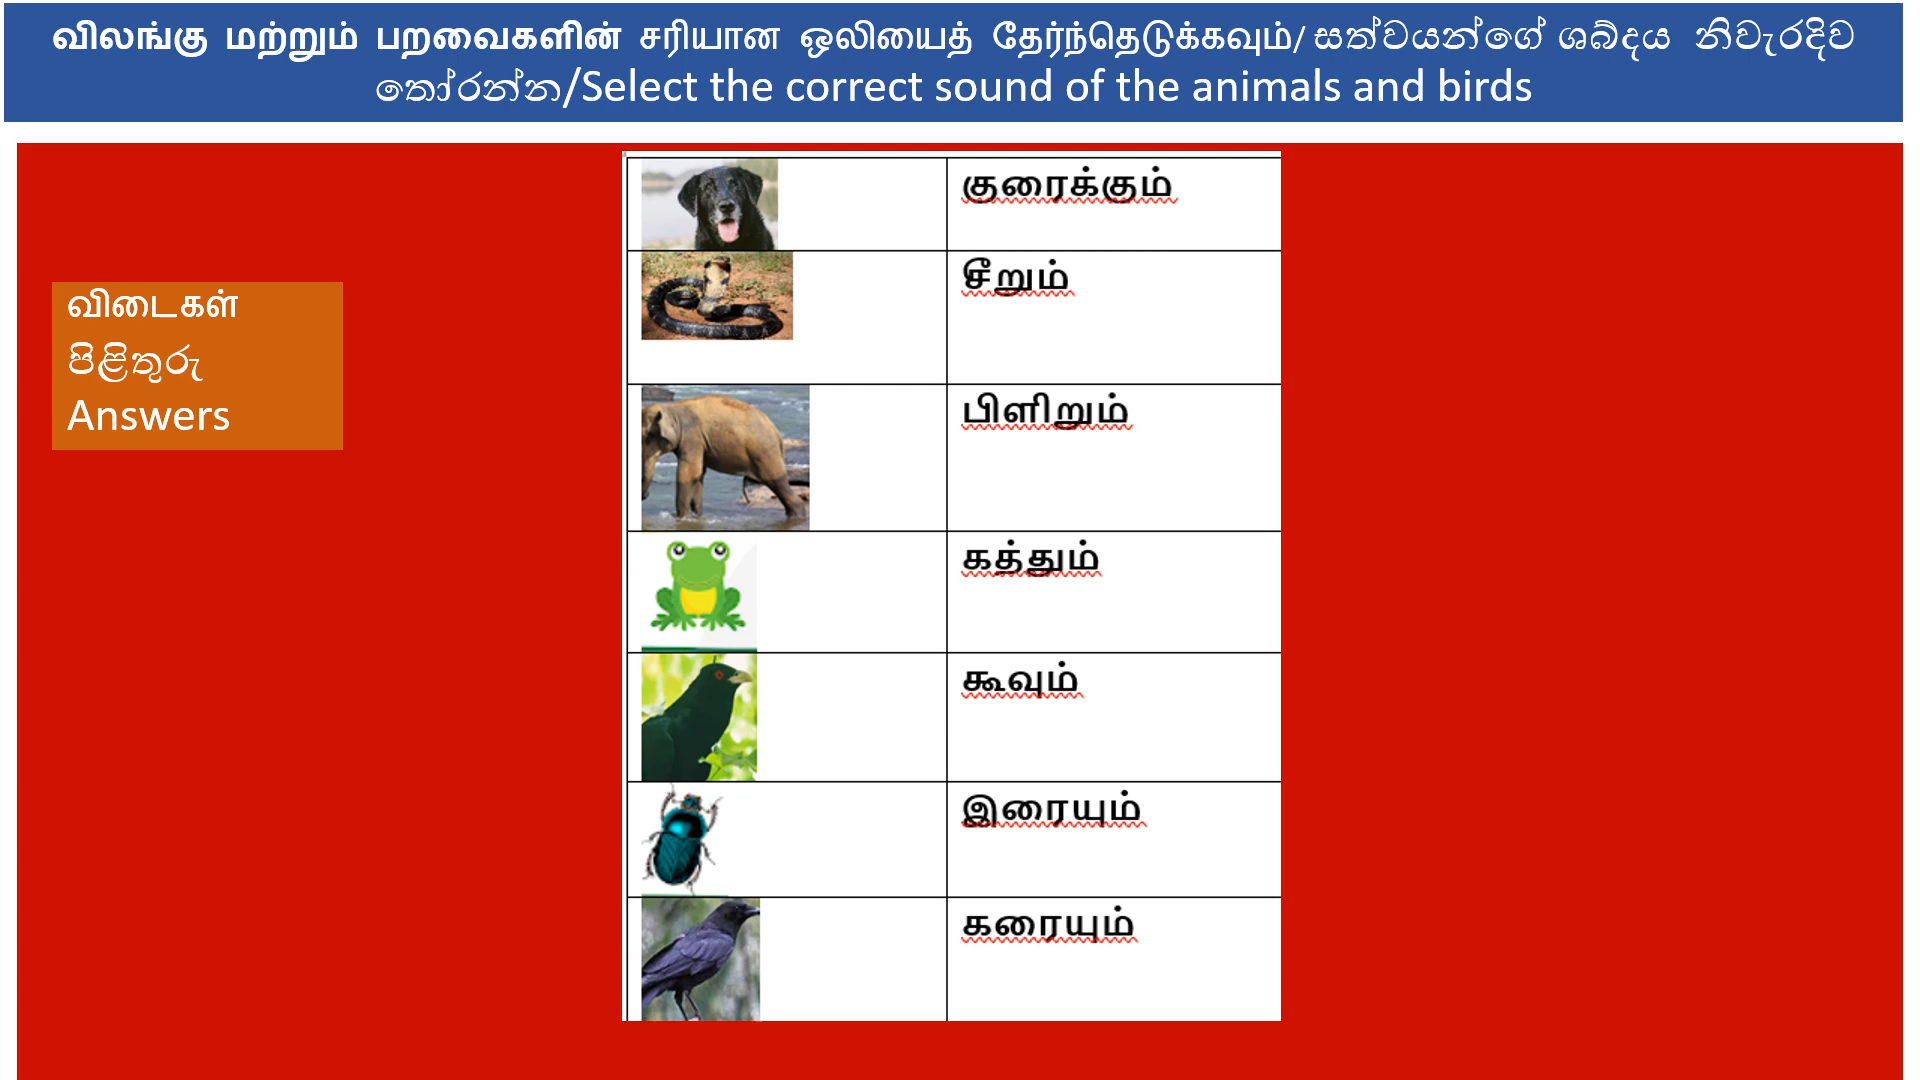 விலங்கு மற்றும் பறவைகளின் சரியான ஒலியைத் தேர்ந்தெடுக்கவும்/සත්වයන්ගේ ශබ්දය නිවැරදිව
තෝරන්න/Select the correct sound of the animals and birds
விடைகள்
පිළිතුරු
Answers
குரைக்கும்
சீறும்
பிளிறும்
கத்தும்
கூவும்
இரையும்
கரையும்